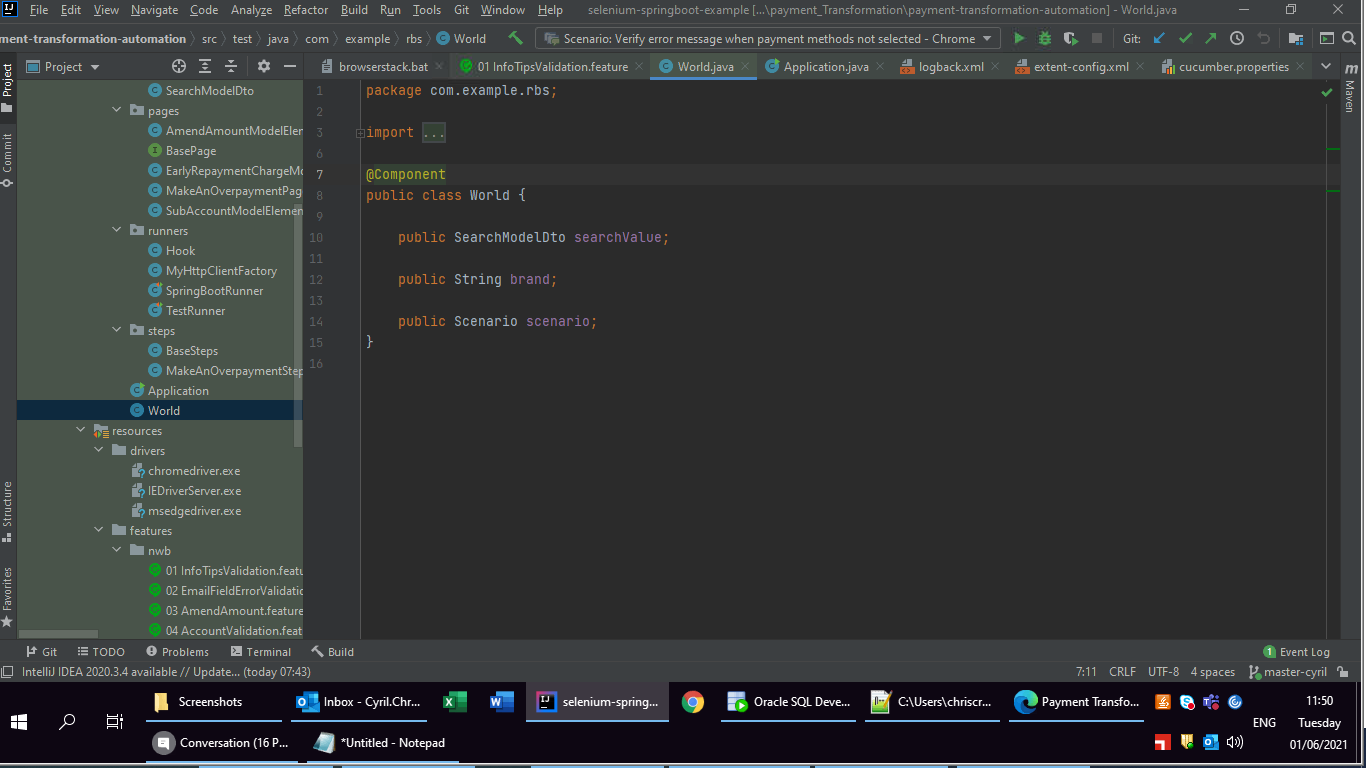 File Edit View Navigate Code Analyze Refactor Build Run Tools Git Window Help selenium-springboot-example [...\payment_Transformation\payment-transformation-automation] - World.java
ment-transformation-automation src test java com example rbs World Scenario: Verify error message when payment methods not selected - Chrome Git:
Project browserstack.bat 01 InfoTipsValidation.feature World.java Application.java logback.xml extent-config.xml cucumber.properties
Project
Commit
Structure
Favorites
Maven
SearchModelDto
pages
AmendAmountModelElen
BasePage
EarlyRepaymentChargeMo
MakeAnOverpaymentPag
SubAccountModelElemen
runners
Hook
MyHttpClientFactory
SpringBootRunner
TestRunner
steps
BaseSteps
MakeAnOverpaymentStep
Application
World
resources
drivers
chromedriver.exe
IEDriverServer.exe
msedgedriver.exe
features
nwb
01 InfoTipsValidation.featu
02 EmailFieldErrorValidatio
03 AmendAmount.feature
04 AccountValidation.feat
1 package com.example.rbs;
2
3 import ...
6
7 @Component
8 public class World {
9
10 public SearchModelDto searchValue;
11
12 public String brand;
13
14 public Scenario scenario;
15 }
16
Git TODO Problems Terminal Build 1 Event Log
IntelliJ IDEA 2020.3.4 available // Update... (today 07:43) 7:11 CRLF UTF-8 4 spaces master-cyril
Screenshots Inbox - Cyril.Chr... selenium-spring... Oracle SQL Deve... C:\Users\chriscr... Payment Transfo...
Conversation (16 P... *Untitled - Notepad
ENG
11:50
Tuesday
01/06/2021